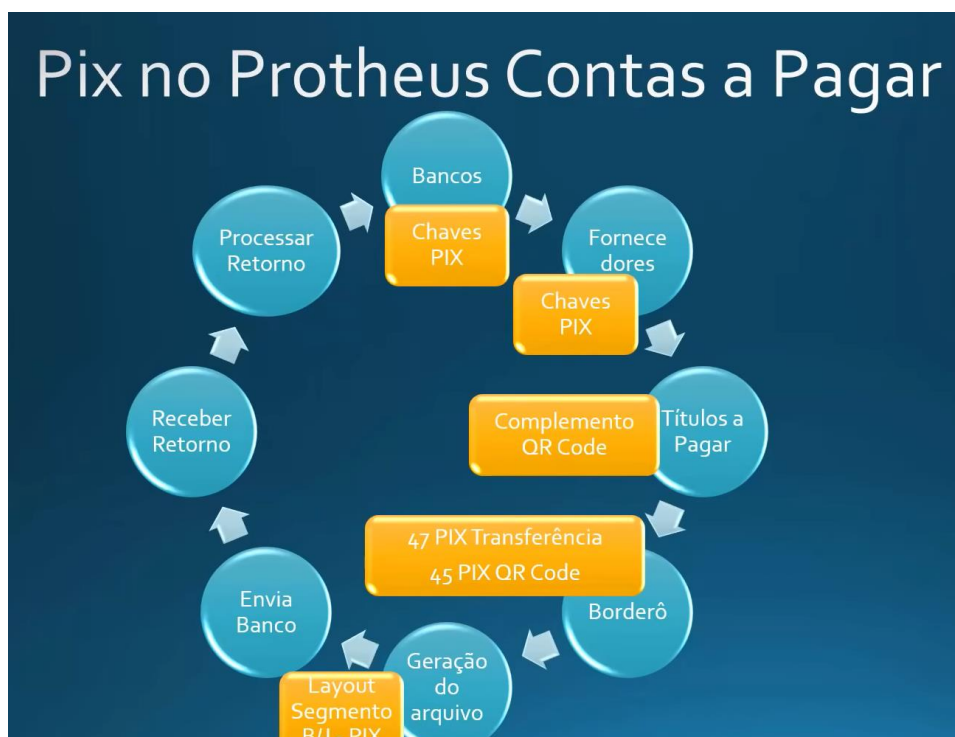 Pix no Protheus Contas a Pagar
Bancos
Chaves
PIX
Fornece
dores
Chaves
PIX
Títulos a
Pagar
Complemento
QR Code
47 PIX Transferência
45 PIX QR Code
Borderô
Geração
do
arquivo
Layout
Segmento
PIX
Envia
Banco
Receber
Retorno
Processar
Retorno